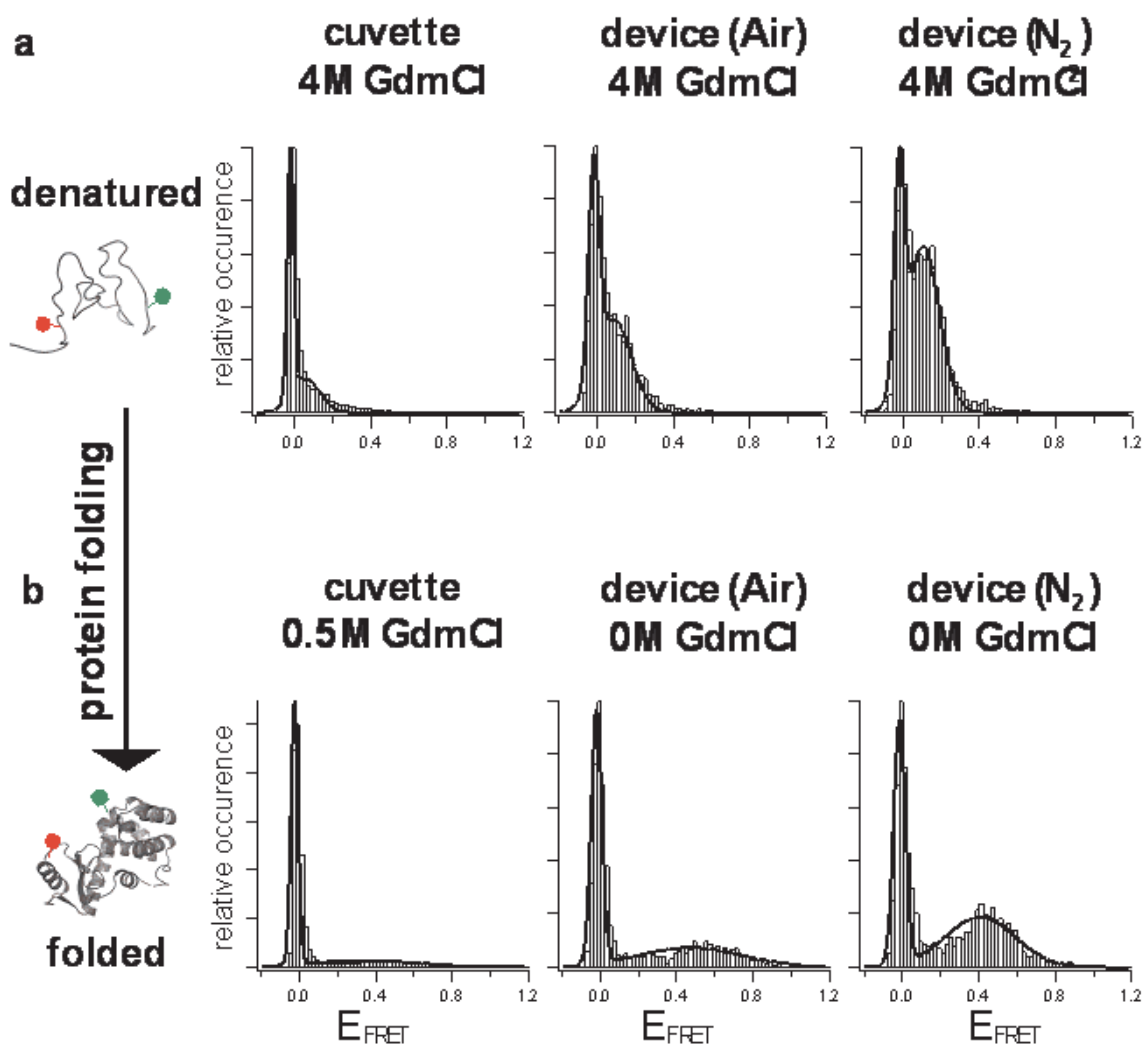 a
cuvette
4M GdmCl
device (Air)
4M GdmCl
device (N2)
4M GdmCl
denatured
relative occurence
0.0 0.4 0.8 1.2
0.0 0.4 0.8 1.2
0.0 0.4 0.8 1.2
protein folding
b
cuvette
0.5M GdmCl
device (Air)
0M GdmCl
device (N2)
0M GdmCl
relative occurence
0.0 0.4 0.8 1.2
0.0 0.4 0.8 1.2
0.0 0.4 0.8 1.2
folded
EFRET
EFRET
EFRET